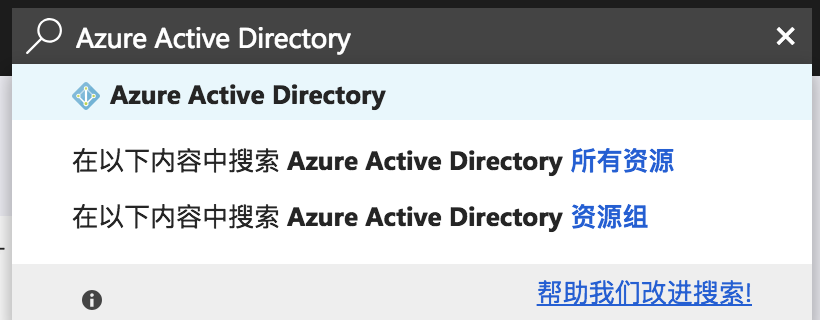 Azure Active Directory
Azure Active Directory
在以下内容中搜索 Azure Active Directory 所有资源
在以下内容中搜索 Azure Active Directory 资源组
帮助我们改进搜索!